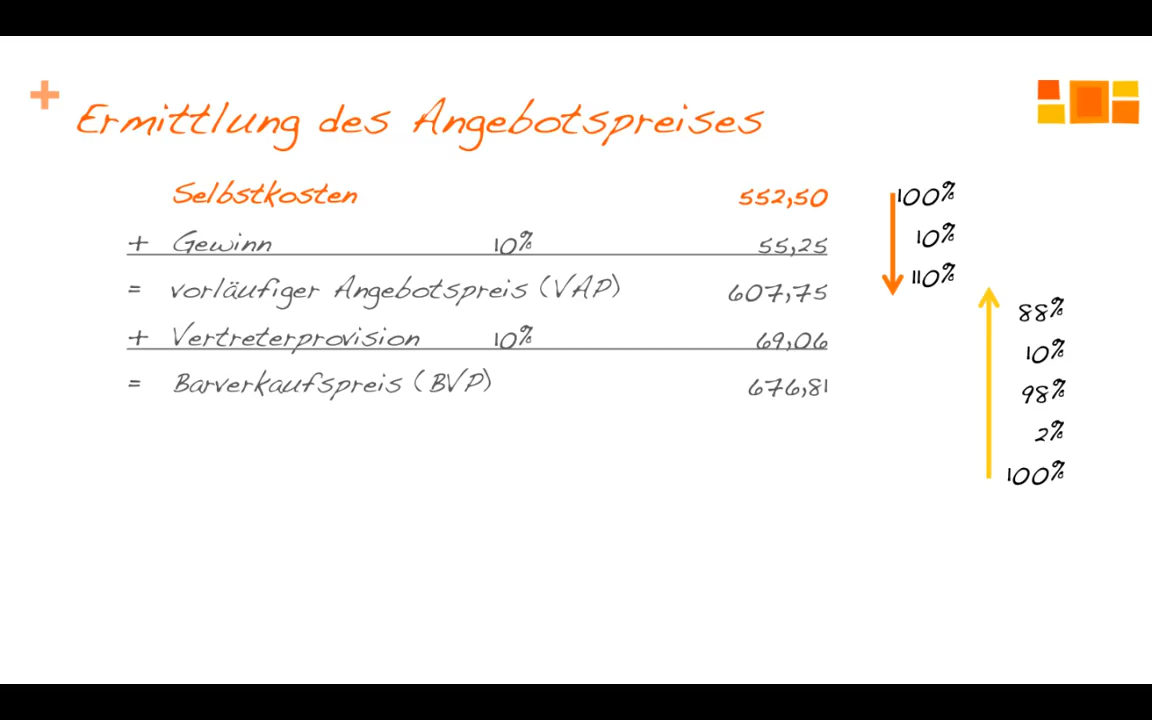 + Ermittlung des Angebotspreises
Selbstkosten 552,50 100%
+ Gewinn 10% 55,25 10%
= vorläufiger Angebotspreis (VAP) 607,75 110%
88%
+ Vertreterprovision 10% 69,06 10%
= Barverkaufspreis (BVP) 676,81 98%
2%
100%